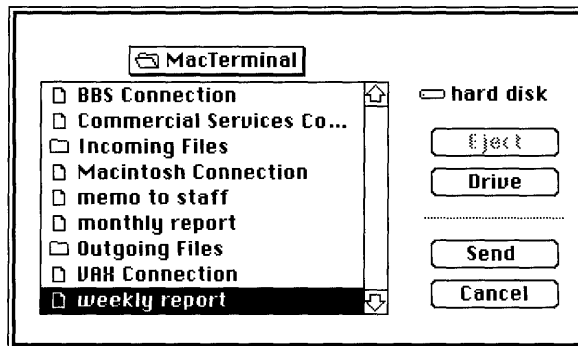 MacTerminal
BBS Connection
Commercial Services Co...
Incoming Files
Macintosh Connection
memo to staff
monthly report
Outgoing Files
VAX Connection
weekly report
hard disk
Eject
Drive
Send
Cancel